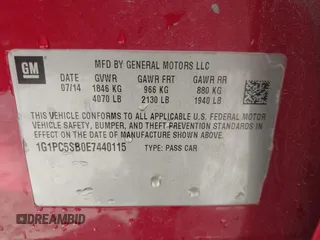 GM
MFD BY GENERAL MOTORS LLC
DATE GVWR GAWR FRT GAWR RR
07/14 1846 KG 966 KG 880 KG
4070 LB 2130 LB 1940 LB
THIS VEHICLE CONFORMS TO ALL APPLICABLE U.S. FEDERAL MOTOR
VEHICLE SAFETY, BUMPER, AND THEFT PREVENTION STANDARDS IN
EFFECT ON THE DATE OF MANUFACTURE SHOWN ABOVE.
1G1PC5SB0E7440115 TYPE: PASS CAR
IDREAMBID